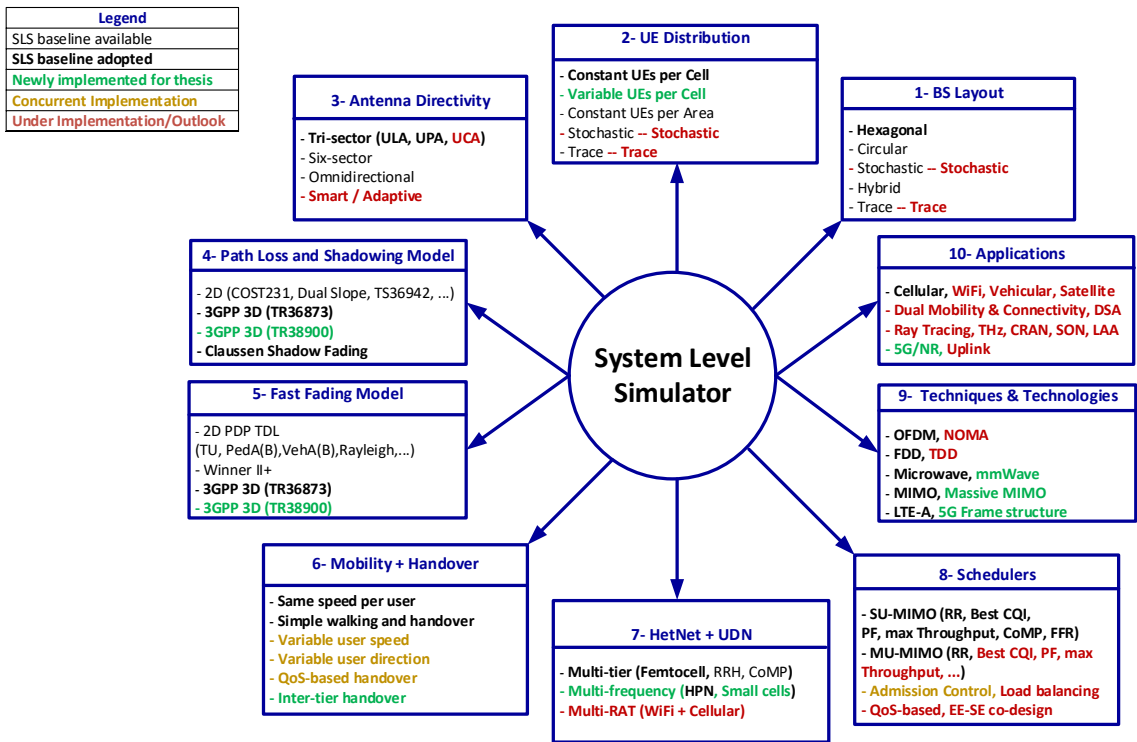 Legend
SLS baseline available
SLS baseline adopted
Newly implemented for thesis
Concurrent Implementation
Under Implementation/Outlook
1- BS Layout
- Hexagonal
- Circular
- Stochastic -- Stochastic
- Hybrid
- Trace -- Trace
2- UE Distribution
- Constant UEs per Cell
- Variable UEs per Cell
- Constant UEs per Area
- Stochastic -- Stochastic
- Trace -- Trace
3- Antenna Directivity
- Tri-sector (ULA, UPA, UCA)
- Six-sector
- Omnidirectional
- Smart / Adaptive
4- Path Loss and Shadowing Model
- 2D (COST231, Dual Slope, TS36942, ...)
- 3GPP 3D (TR36873)
- 3GPP 3D (TR38900)
- Claussen Shadow Fading
5- Fast Fading Model
- 2D PDP TDL
(TU, PedA(B),VehA(B),Rayleigh,...)
- Winner II+
- 3GPP 3D (TR36873)
- 3GPP 3D (TR38900)
System Level
Simulator
6- Mobility + Handover
- Same speed per user
- Simple walking and handover
- Variable user speed
- Variable user direction
- QoS-based handover
- Inter-tier handover
7- HetNet + UDN
- Multi-tier (Femtocell, RRH, CoMP)
- Multi-frequency (HPN, Small cells)
- Multi-RAT (WiFi + Cellular)
8- Schedulers
- SU-MIMO (RR, Best CQI,
PF, max Throughput, CoMP, FFR)
- MU-MIMO (RR, Best CQI, PF, max
Throughput, ...)
- Admission Control, Load balancing
- QoS-based, EE-SE co-design
9- Techniques & Technologies
- OFDM, NOMA
- FDD, TDD
- Microwave, mmWave
- MIMO, Massive MIMO
- LTE-A, 5G Frame structure
10- Applications
- Cellular, WiFi, Vehicular, Satellite
- Dual Mobility & Connectivity, DSA
- Ray Tracing, THz, CRAN, SON, LAA
- 5G/NR, Uplink